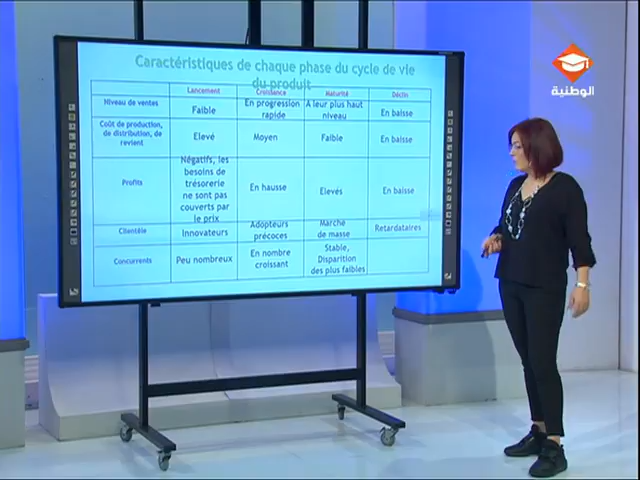 Caractéristiques de chaque phase du cycle de vie
du produit
Lancement Croissance Maturité Déclin
Niveau de ventes Faible En progression rapide A leur plus haut niveau En baisse
Coût de production, de distribution, de revient Elevé Moyen Faible En baisse
Profits Négatifs, les besoins de trésorerie ne sont pas couverts par le prix En hausse Elevés En baisse
Clientèle Innovateurs Adopteurs précoces Marché de masse Retardataires
Concurrents Peu nombreux En nombre croissant Stable, Disparition des plus faibles
الوطنية